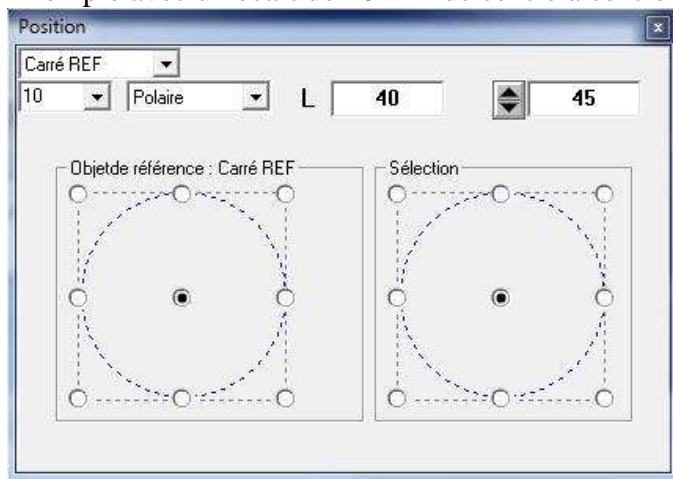 Position
Carré REF
10 Polaire L 40 45
Objetde référence : Carré REF Sélection